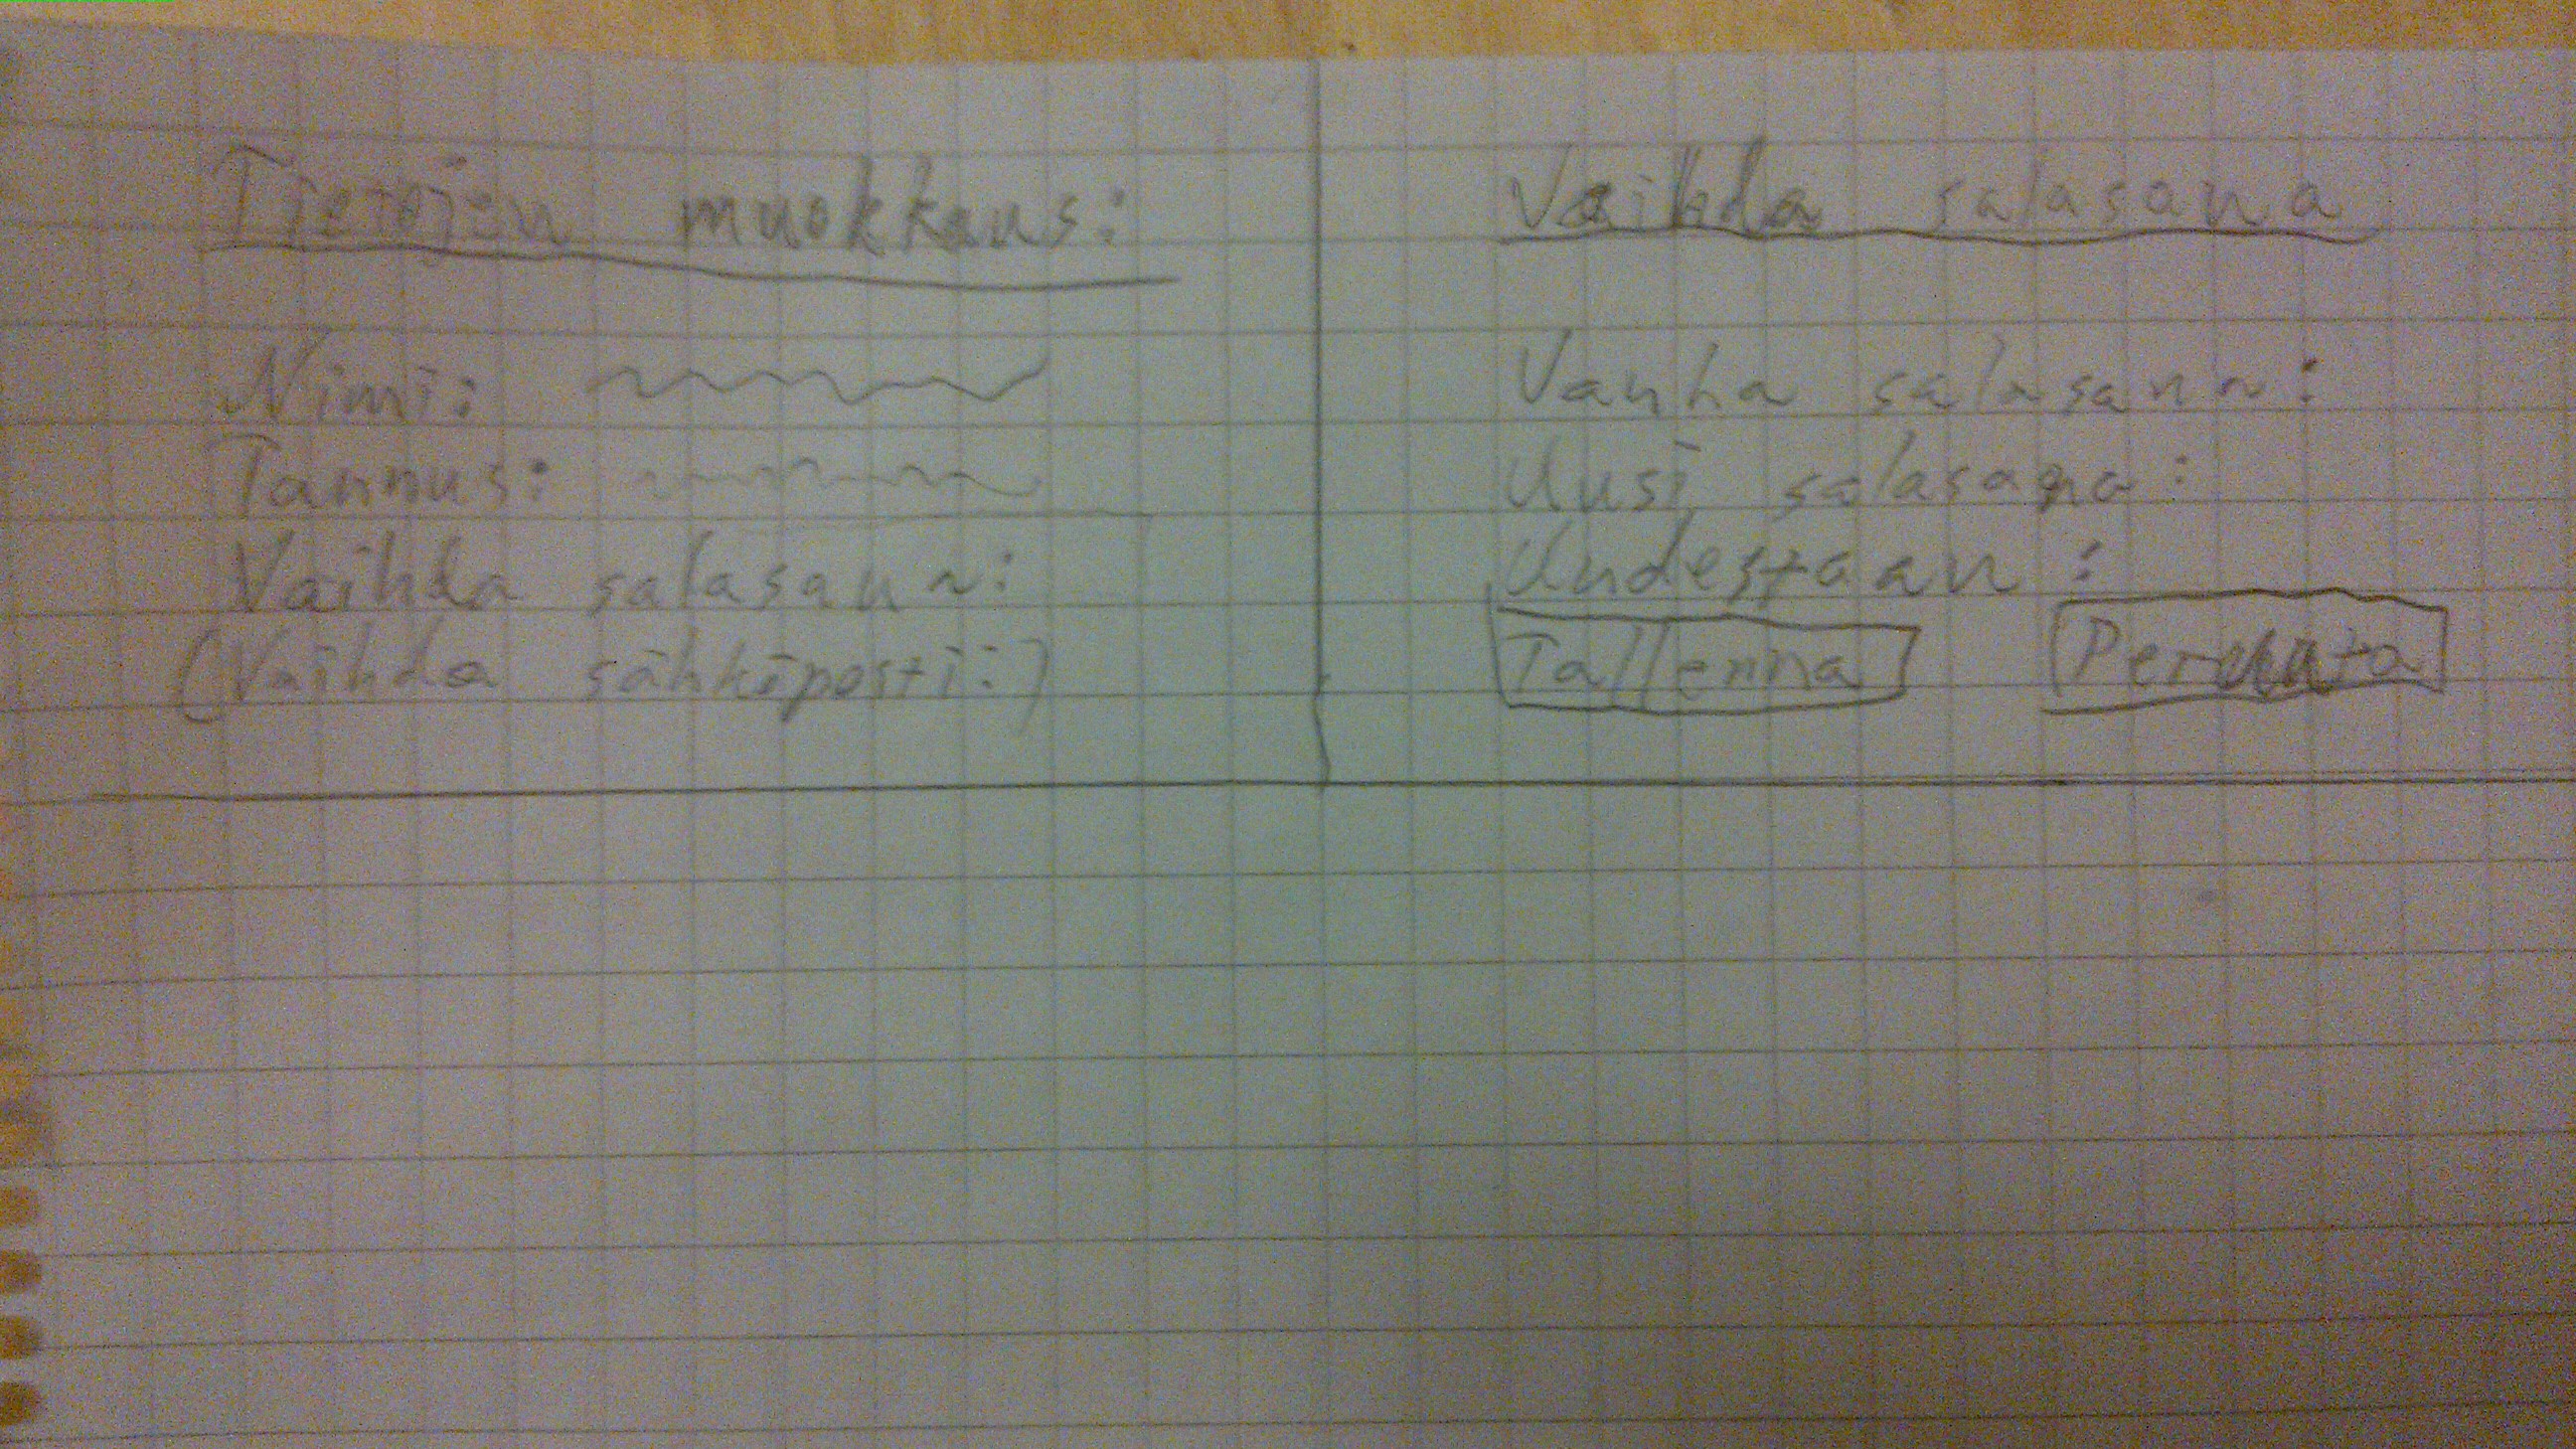 Tietojen muokkaus:
Nimi:
Tunnus:
Vaihda salasana:
(Vaihda sähköposti:)
Vaihda salasana
Vanha salasana:
Uusi salasana:
Uudestaan:
Tallenna Peruuta